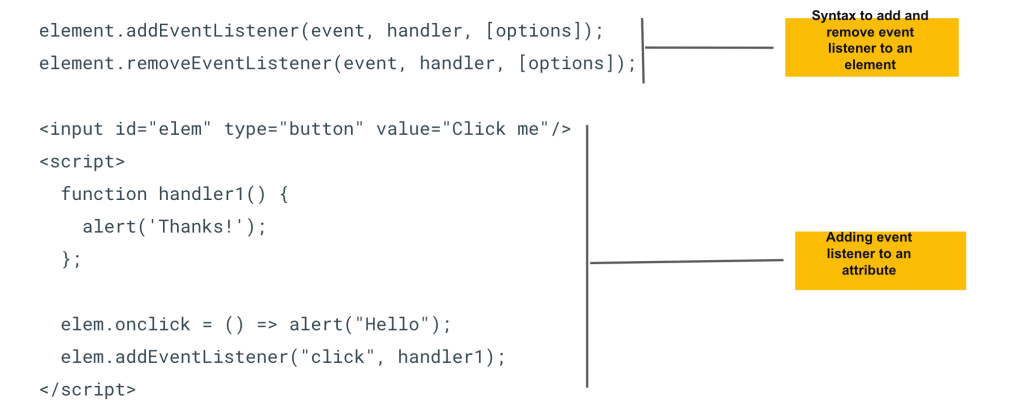 element.addEventListener(event, handler, [options]);
element.removeEventListener(event, handler, [options]);
Syntax to add and
remove event
listener to an
element
<input id="elem" type="button" value="Click me"/>
<script>
  function handler1() {
    alert('Thanks!');
  };
  elem.onclick = () => alert("Hello");
  elem.addEventListener("click", handler1);
</script>
Adding event
listener to an
attribute